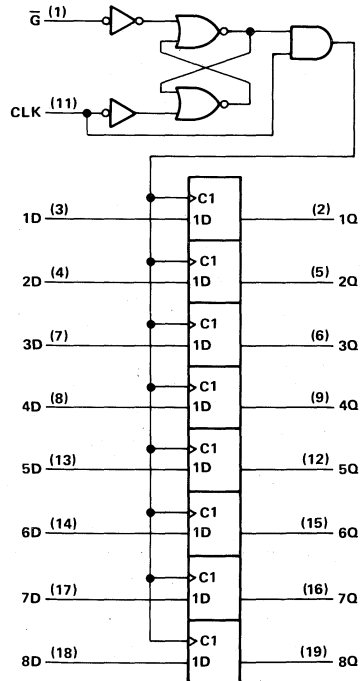 G̅ (1)
CLK (11)
C1
1D (3) 1D (2) 1Q
C1
2D (4) 1D (5) 2Q
C1
3D (7) 1D (6) 3Q
C1
4D (8) 1D (9) 4Q
C1
5D (13) 1D (12) 5Q
C1
6D (14) 1D (15) 6Q
C1
7D (17) 1D (16) 7Q
C1
8D (18) 1D (19) 8Q